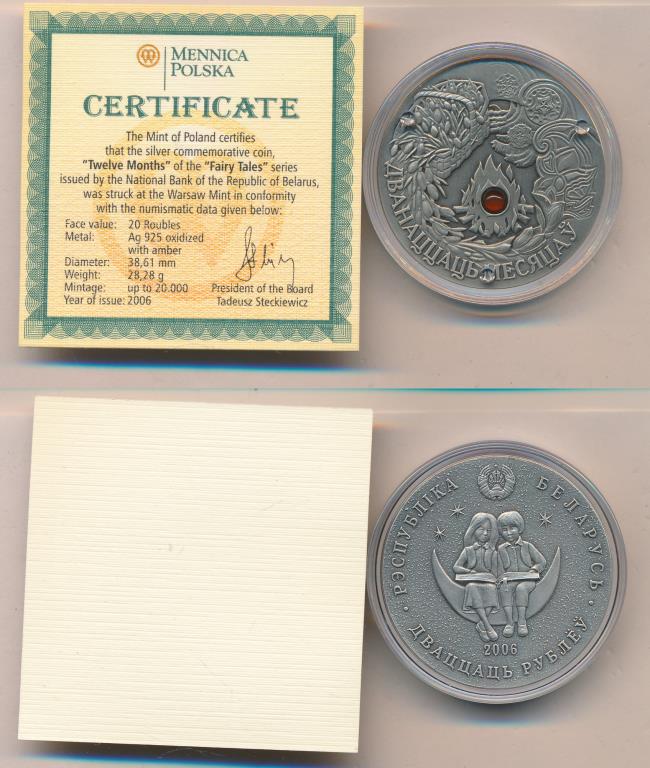 MENNICA
POLSKA
CERTIFICATE
The Mint of Poland certifies
that the silver commemorative coin,
"Twelve Months" of the "Fairy Tales" series
issued by the National Bank of the Republic of Belarus,
was struck at the Warsaw Mint in conformity
with the numismatic data given below:
Face value: 20 Roubles
Metal: Ag 925 oxidized
with amber
Diameter: 38,61 mm
Weight: 28,28 g
Mintage: up to 20.000
Year of issue: 2006
President of the Board
Tadeusz Steckiewicz
ДВАНАЦЦАЦЬ МЕСЯЦАЎ
РЭСПУБЛІКА БЕЛАРУСЬ
2006
ДВАЦЦАЦЬ РУБЛЁЎ